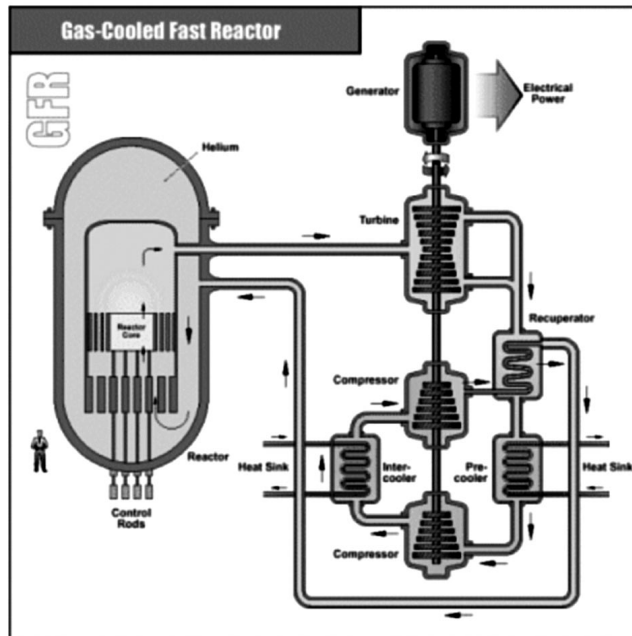 Gas-Cooled Fast Reactor
GFR
Generator
Electrical
Power
Helium
Turbine
Recuperator
Reactor
Core
Compressor
Reactor
Heat Sink
Inter-
cooler
Pre-
cooler
Heat Sink
Control
Rods
Compressor